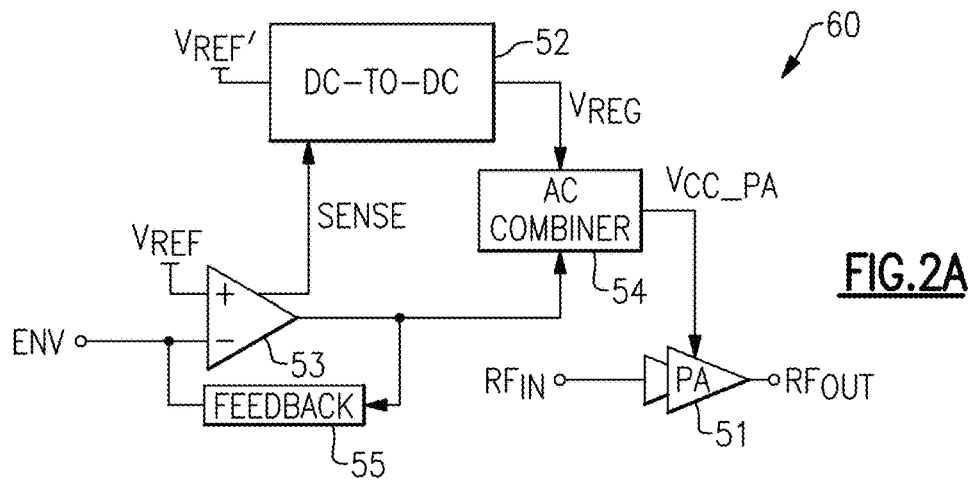 60
52
VREF'
DC-TO-DC
VREG
AC
COMBINER
VCC_PA
SENSE
VREF
+
−
54
FIG.2A
ENV
53
FEEDBACK
55
RFIN
PA
RFOUT
51